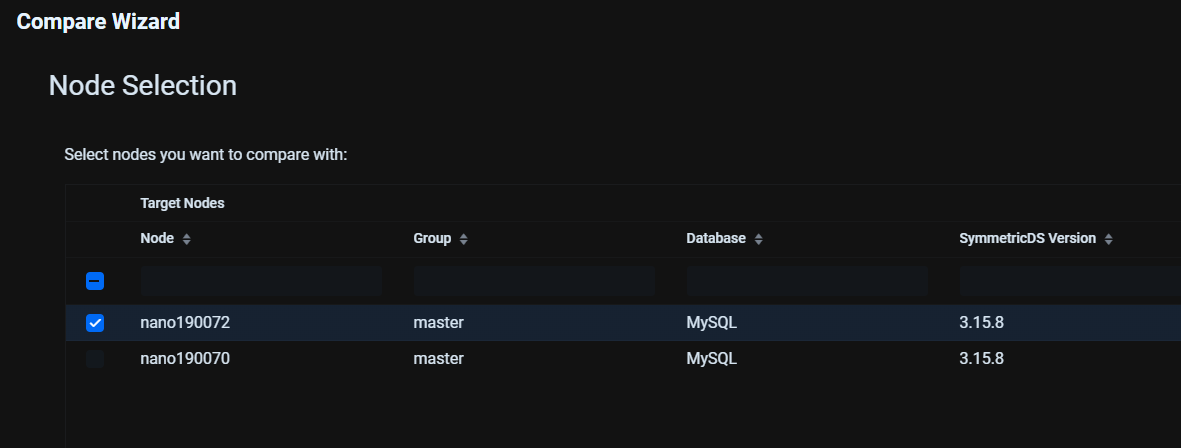 Compare Wizard
Node Selection
Select nodes you want to compare with:
Target Nodes
Node Group Database SymmetricDS Version
nano190072 master MySQL 3.15.8
nano190070 master MySQL 3.15.8